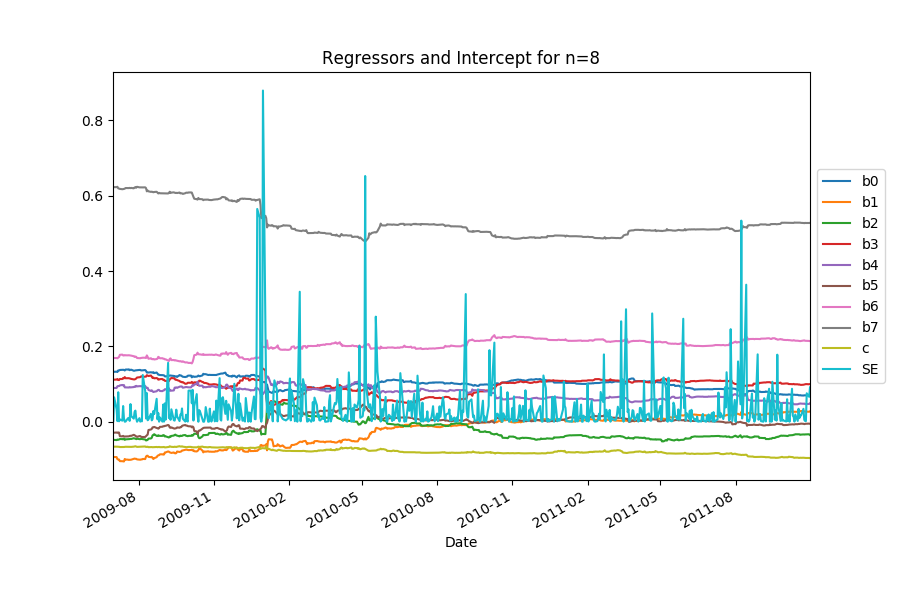 Regressors and Intercept for n=8
0.8
0.6
0.4
0.2
0.0
2009-08
2009-11
2010-02
2010-05
2010-08
2010-11
2011-02
2011-05
2011-08
Date
b0
b1
b2
b3
b4
b5
b6
b7
c
SE